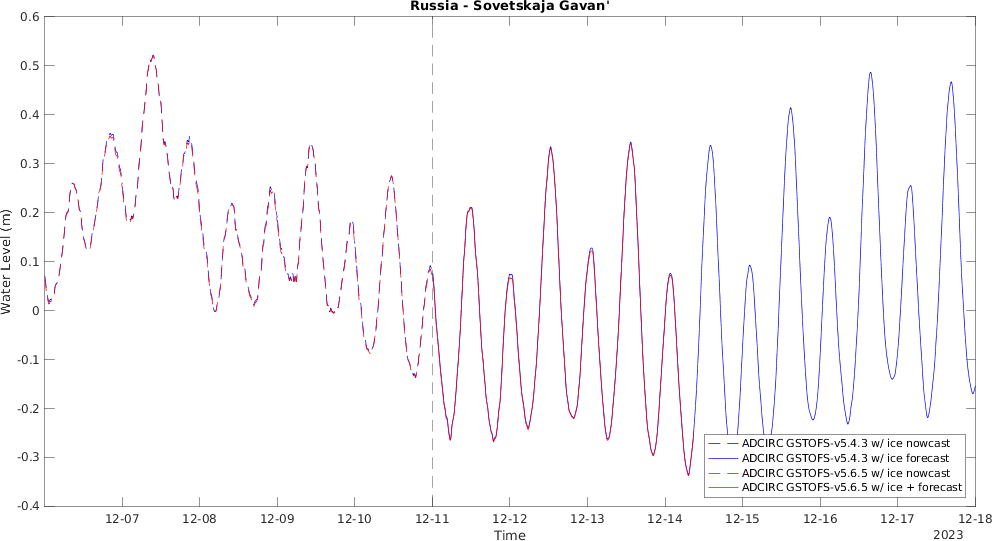 Russia - Sovetskaja Gavan'
0.6
0.5
0.4
0.3
0.2
0.1
0
-0.1
-0.2
-0.3
-0.4
Water Level (m)
ADCIRC GSTOFS-v5.4.3 w/ ice nowcast
ADCIRC GSTOFS-v5.4.3 w/ ice forecast
ADCIRC GSTOFS-v5.6.5 w/ ice nowcast
ADCIRC GSTOFS-v5.6.5 w/ ice + forecast
12-07 12-08 12-09 12-10 12-11 12-12 12-13 12-14 12-15 12-16 12-17 12-18
Time
2023